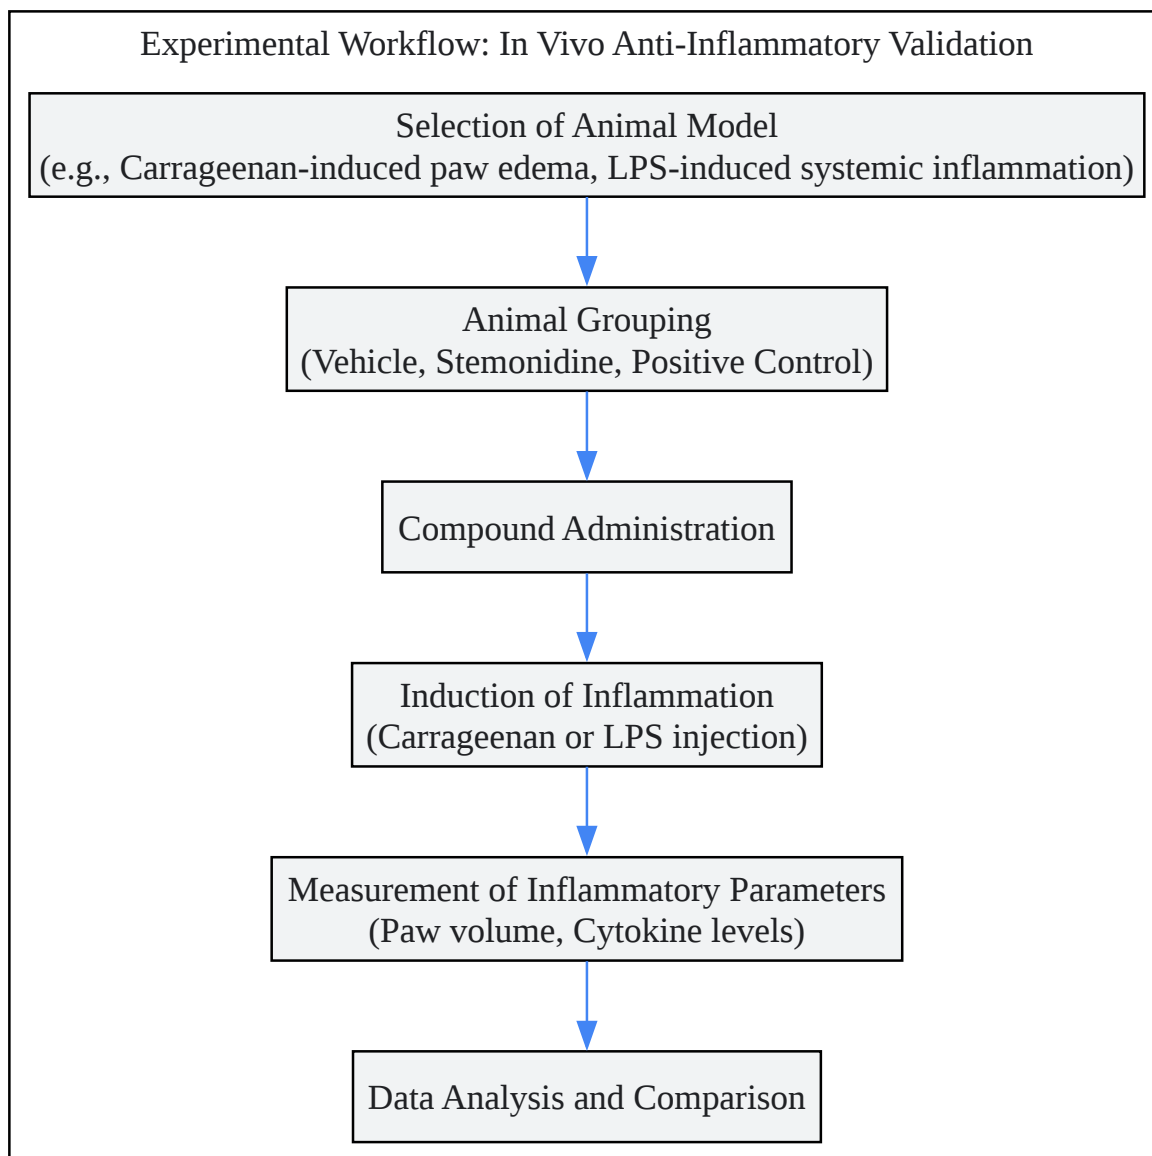 Experimental Workflow: In Vivo Anti-Inflammatory Validation
Selection of Animal Model
(e.g., Carrageenan-induced paw edema, LPS-induced systemic inflammation)
Animal Grouping
(Vehicle, Stemonidine, Positive Control)
Compound Administration
Induction of Inflammation
(Carrageenan or LPS injection)
Measurement of Inflammatory Parameters
(Paw volume, Cytokine levels)
Data Analysis and Comparison